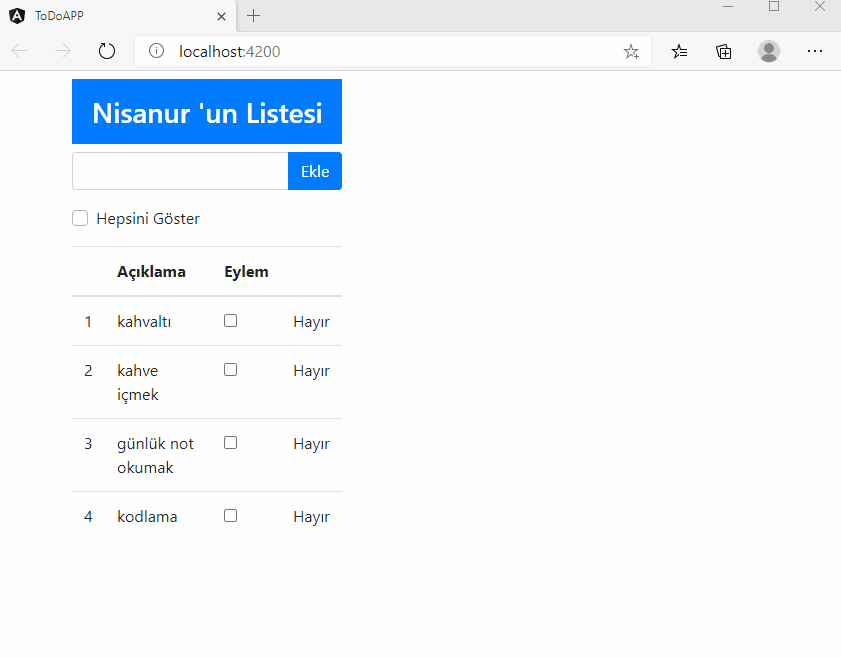 ToDoAPP
localhost:4200
Nisanur 'un Listesi
Ekle
Hepsini Göster
Açıklama Eylem
1 kahvaltı Hayır
2 kahve Hayır
içmek
3 günlük not Hayır
okumak
4 kodlama Hayır